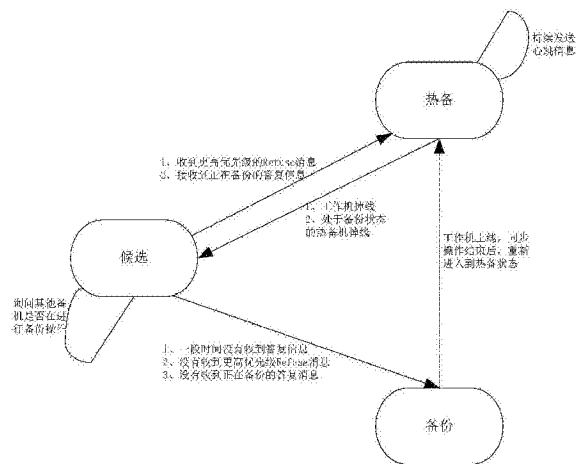 持续发送
心跳信息
热备
1、收到更高优先级的Refuse消息
2、接收到正在备份的答复信息
1、工作机掉线
2、处于备份状态
的热备机掉线
候选
工作机上线，同步
操作结束后，重新
进入到热备状态
询问其他备
机是否在进
行备份操作
1、一段时间没有收到答复信息
2、没有收到更高优先级Refuse消息
3、没有收到正在备份的答复消息
备份